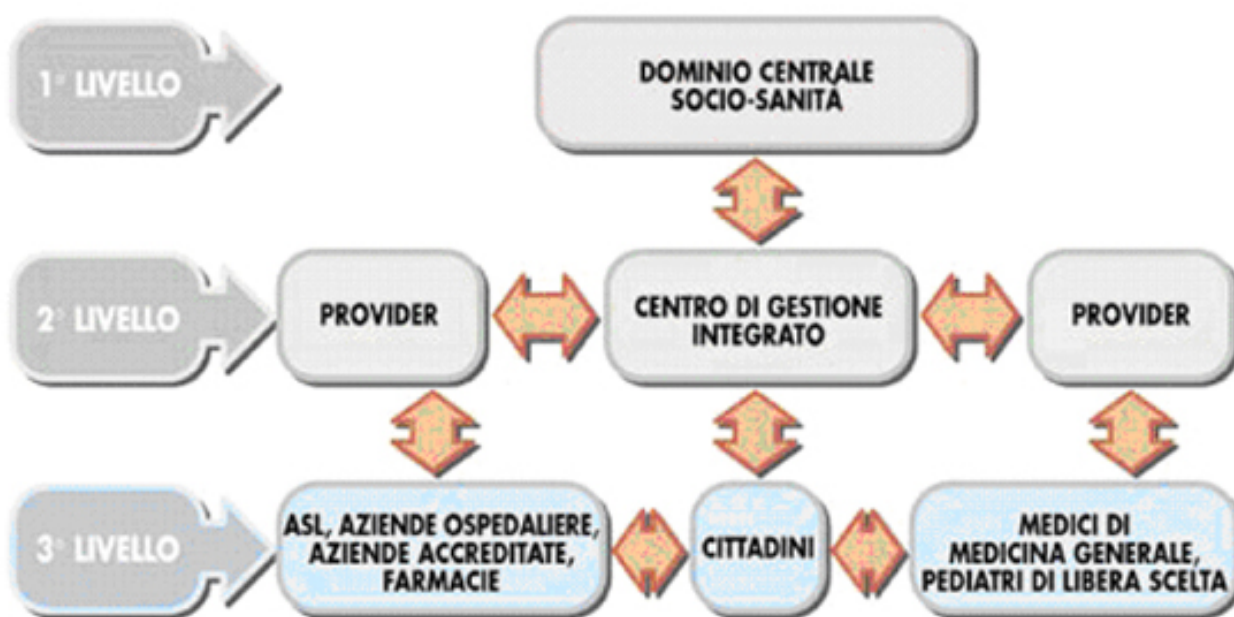 1° LIVELLO
DOMINIO CENTRALE
SOCIO-SANITÀ
2° LIVELLO
PROVIDER
CENTRO DI GESTIONE
INTEGRATO
PROVIDER
3° LIVELLO
ASL, AZIENDE OSPEDALIERE,
AZIENDE ACCREDITATE,
FARMACIE
CITTADINI
MEDICI DI
MEDICINA GENERALE,
PEDIATRI DI LIBERA SCELTA